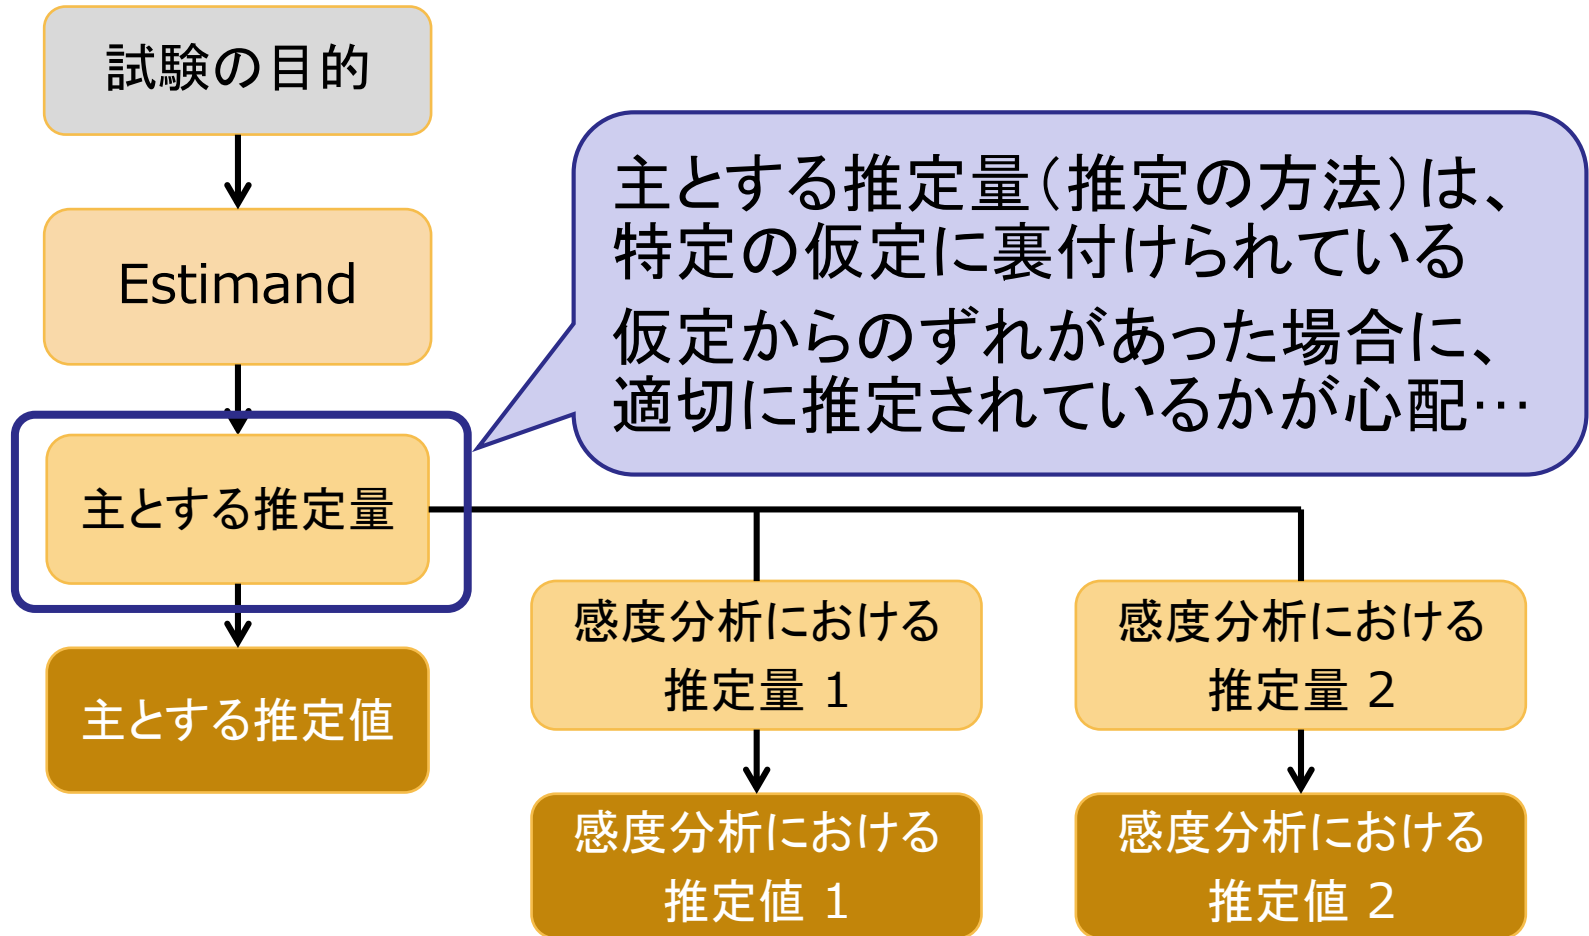 試験の目的
Estimand
主とする推定量(推定の方法)は、
特定の仮定に裏付けられている
仮定からのずれがあった場合に、
適切に推定されているかが心配…
主とする推定量
主とする推定値
感度分析における
推定量 1
感度分析における
推定量 2
感度分析における
推定値 1
感度分析における
推定値 2